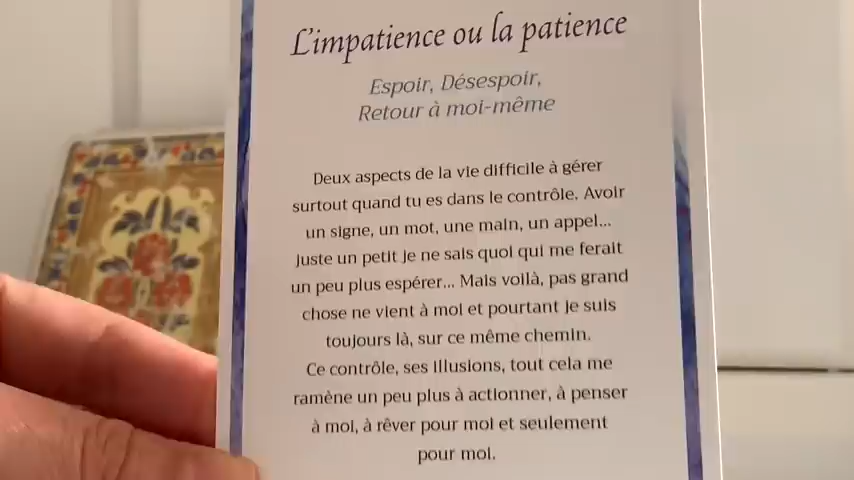 L'impatience ou la patience
Espoir, Désespoir,
Retour à moi-même
Deux aspects de la vie difficile à gérer
surtout quand tu es dans le contrôle. Avoir
un signe, un mot, une main, un appel...
Juste un petit je ne sais quoi qui me ferait
un peu plus espérer... Mais voilà, pas grand
chose ne vient à moi et pourtant je suis
toujours là, sur ce même chemin.
Ce contrôle, ses illusions, tout cela me
ramène un peu plus à actionner, à penser
à moi, à rêver pour moi et seulement
pour moi.